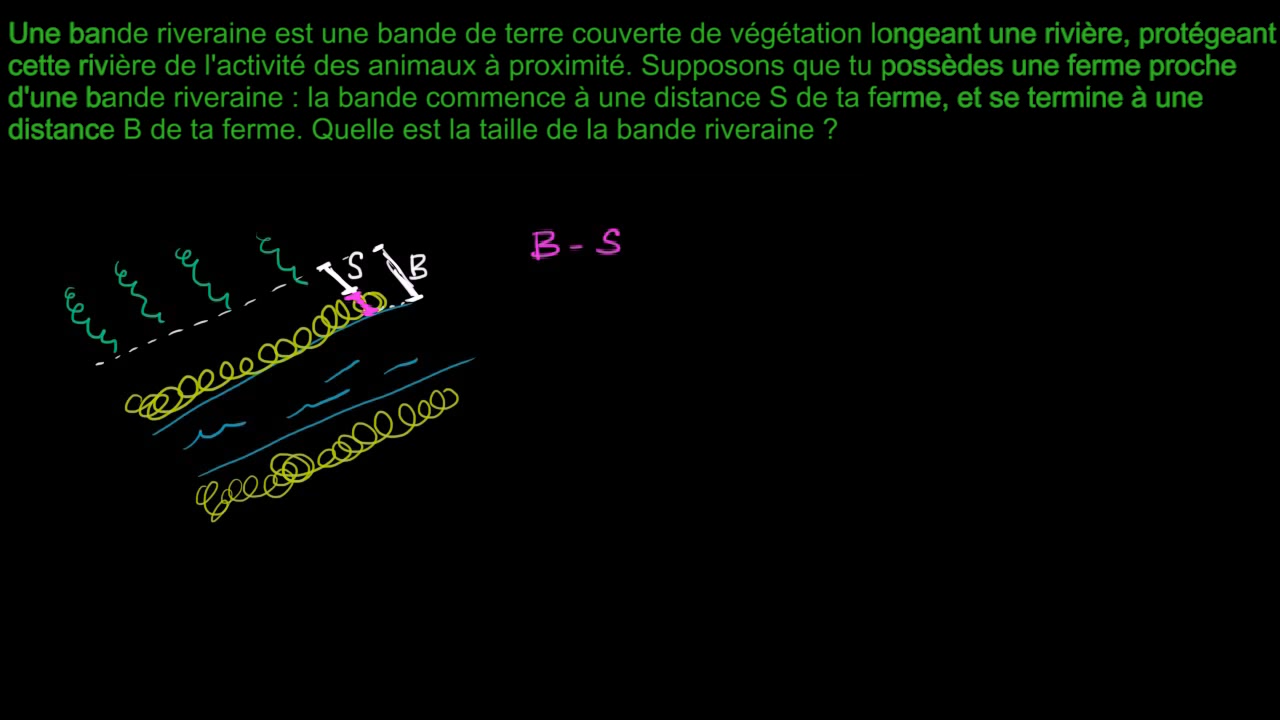 Une bande riveraine est une bande de terre couverte de végétation longeant une rivière, protégeant
cette rivière de l'activité des animaux à proximité. Supposons que tu possèdes une ferme proche
d'une bande riveraine : la bande commence à une distance S de ta ferme, et se termine à une
distance B de ta ferme. Quelle est la taille de la bande riveraine ?
B - S
S
B